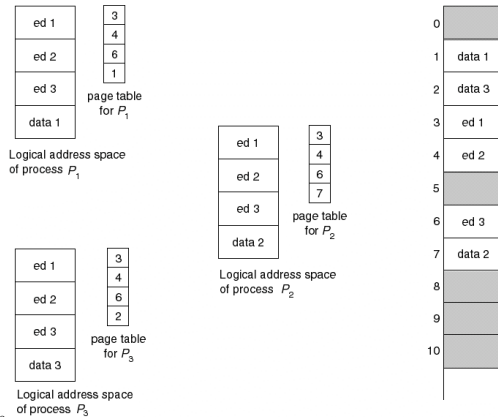 ed 1
ed 2
ed 3
data 1
3
4
6
1
page table
for P1
Logical address space
of process P1
ed 1
ed 2
ed 3
data 2
3
4
6
7
page table
for P2
Logical address space
of process P2
ed 1
ed 2
ed 3
data 3
3
4
6
2
page table
for P3
Logical address space
of process P3
0
1 data 1
2 data 3
3 ed 1
4 ed 2
5
6 ed 3
7 data 2
8
9
10